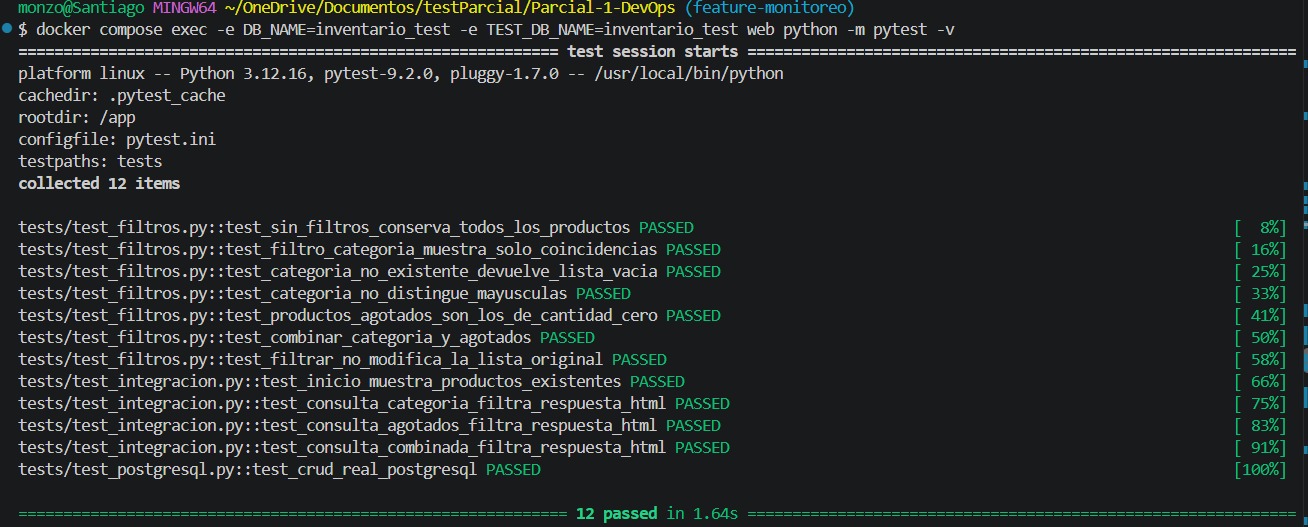 monzo@Santiago MINGW64 ~/OneDrive/Documentos/testParcial/Parcial-1-DevOps (feature-monitoreo)
$ docker compose exec -e DB_NAME=inventario_test -e TEST_DB_NAME=inventario_test web python -m pytest -v
============================================================ test session starts =============================================================
platform linux -- Python 3.12.16, pytest-9.2.0, pluggy-1.7.0 -- /usr/local/bin/python
cachedir: .pytest_cache
rootdir: /app
configfile: pytest.ini
testpaths: tests
collected 12 items
tests/test_filtros.py::test_sin_filtros_conserva_todos_los_productos PASSED [  8%]
tests/test_filtros.py::test_filtro_categoria_muestra_solo_coincidencias PASSED [ 16%]
tests/test_filtros.py::test_categoria_no_existente_devuelve_lista_vacia PASSED [ 25%]
tests/test_filtros.py::test_categoria_no_distingue_mayusculas PASSED [ 33%]
tests/test_filtros.py::test_productos_agotados_son_los_de_cantidad_cero PASSED [ 41%]
tests/test_filtros.py::test_combinar_categoria_y_agotados PASSED [ 50%]
tests/test_filtros.py::test_filtrar_no_modifica_la_lista_original PASSED [ 58%]
tests/test_integracion.py::test_inicio_muestra_productos_existentes PASSED [ 66%]
tests/test_integracion.py::test_consulta_categoria_filtra_respuesta_html PASSED [ 75%]
tests/test_integracion.py::test_consulta_agotados_filtra_respuesta_html PASSED [ 83%]
tests/test_integracion.py::test_consulta_combinada_filtra_respuesta_html PASSED [ 91%]
tests/test_postgresql.py::test_crud_real_postgresql PASSED [100%]
============================================================= 12 passed in 1.64s =============================================================